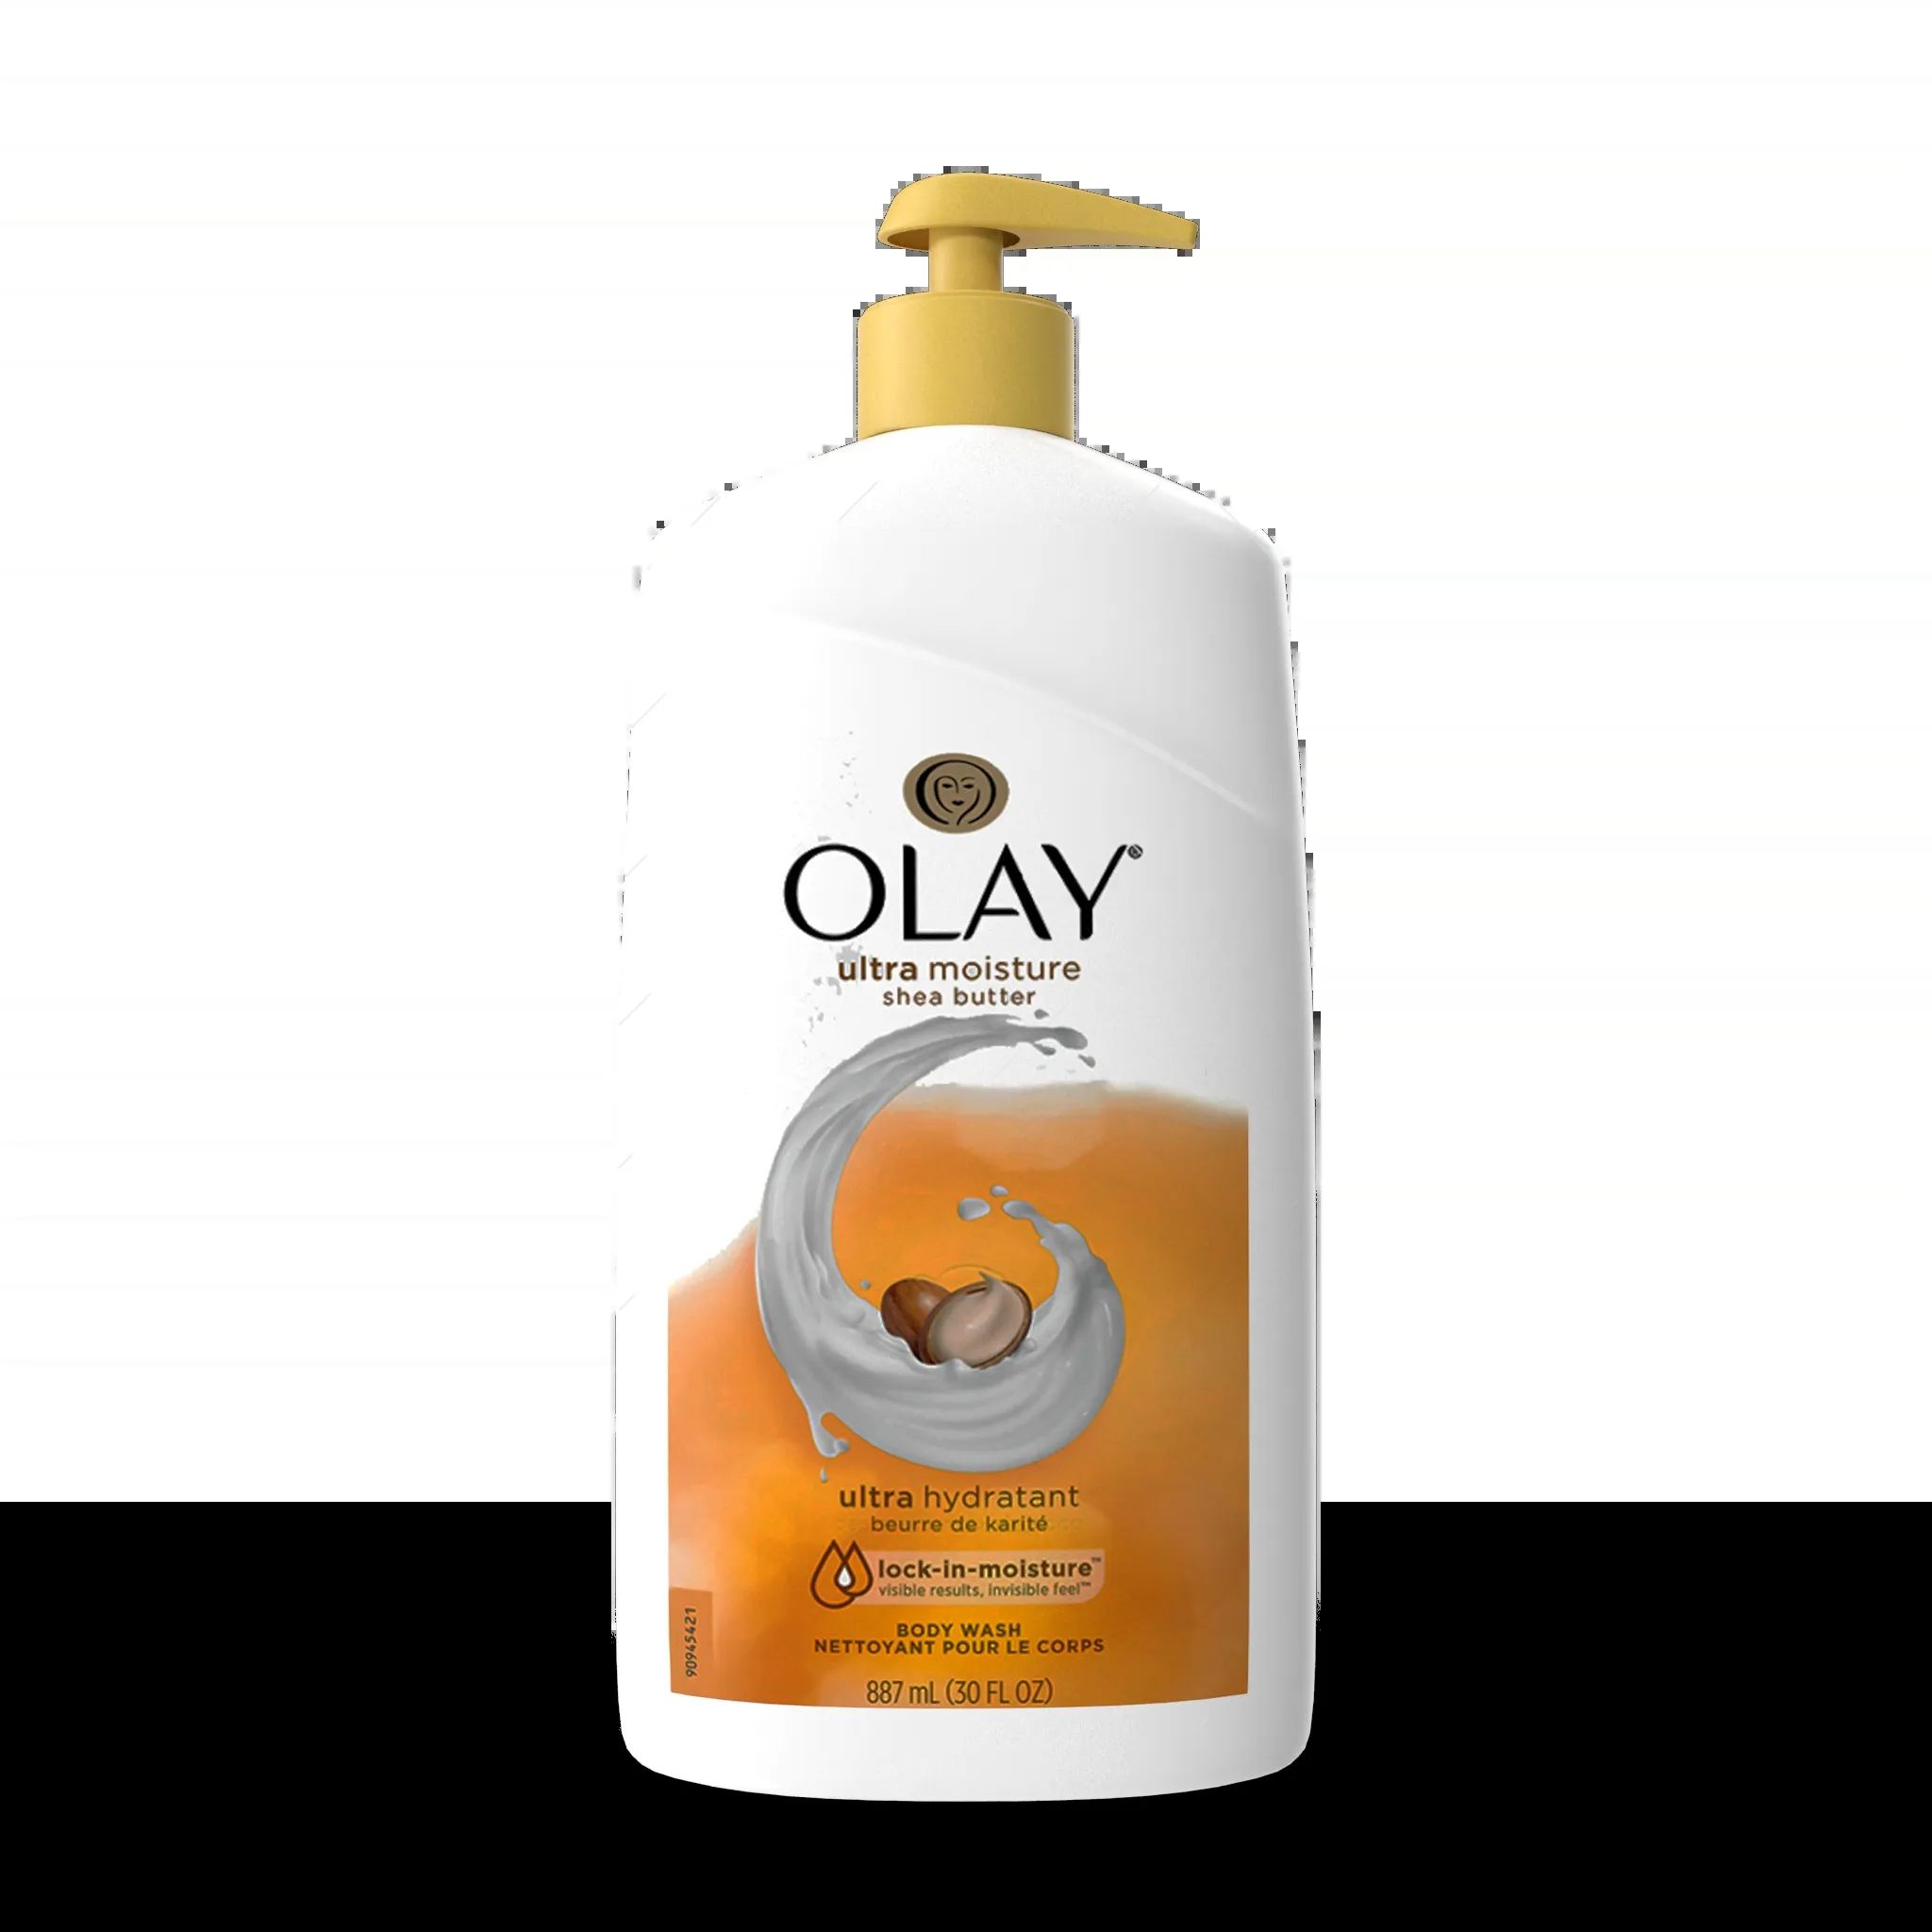 OLAY®
ultra moisture
shea butter
ultra hydratant
beurre de karité
lock-in-moisture™
visible results, invisible feel™
BODY WASH
NETTOYANT POUR LE CORPS
90945421
887 mL (30 FL OZ)